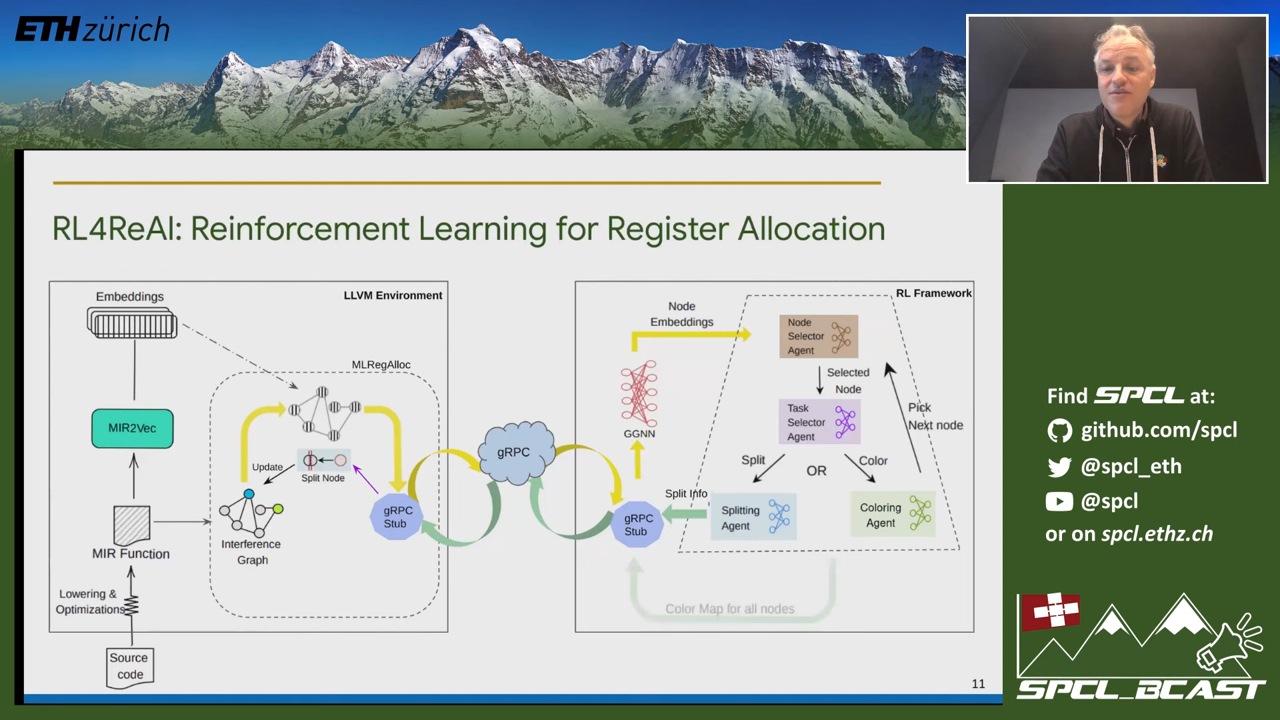 ETH zürich
RL4ReAl: Reinforcement Learning for Register Allocation
LLVM Environment
Embeddings
MLRegAlloc
MIR2Vec
Update
Split Node
Interference
Graph
MIR Function
Lowering &
Optimizations
Source
code
gRPC
Stub
gRPC
gRPC
Stub
RL Framework
Node
Embeddings
GGNN
Node
Selector
Agent
Selected
Node
Task
Selector
Agent
Pick
Next node
Split
OR
Color
Split Info
Splitting
Agent
Coloring
Agent
Color Map for all nodes
11
Find SPCL at:
github.com/spcl
@spcl_eth
@spcl
or on spcl.ethz.ch
SPCL_BCAST